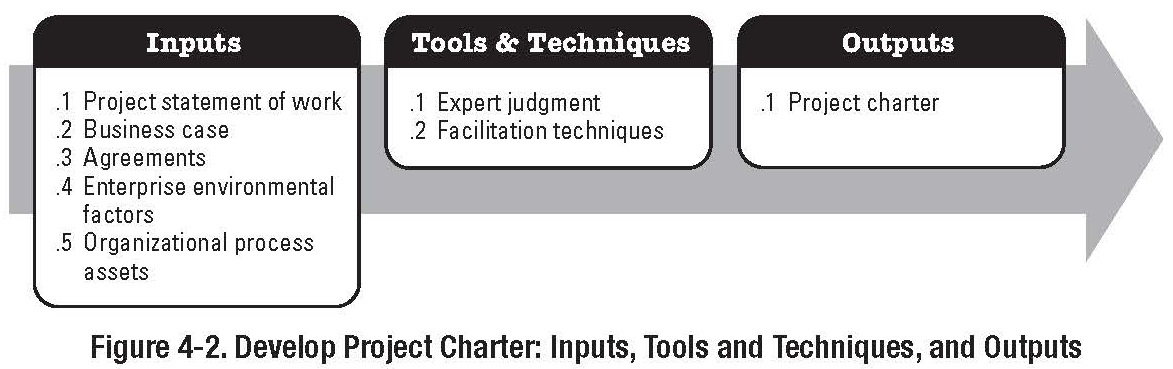 Inputs
.1 Project statement of work
.2 Business case
.3 Agreements
.4 Enterprise environmental
factors
.5 Organizational process
assets
Tools & Techniques
.1 Expert judgment
.2 Facilitation techniques
Outputs
.1 Project charter
Figure 4-2. Develop Project Charter: Inputs, Tools and Techniques, and Outputs